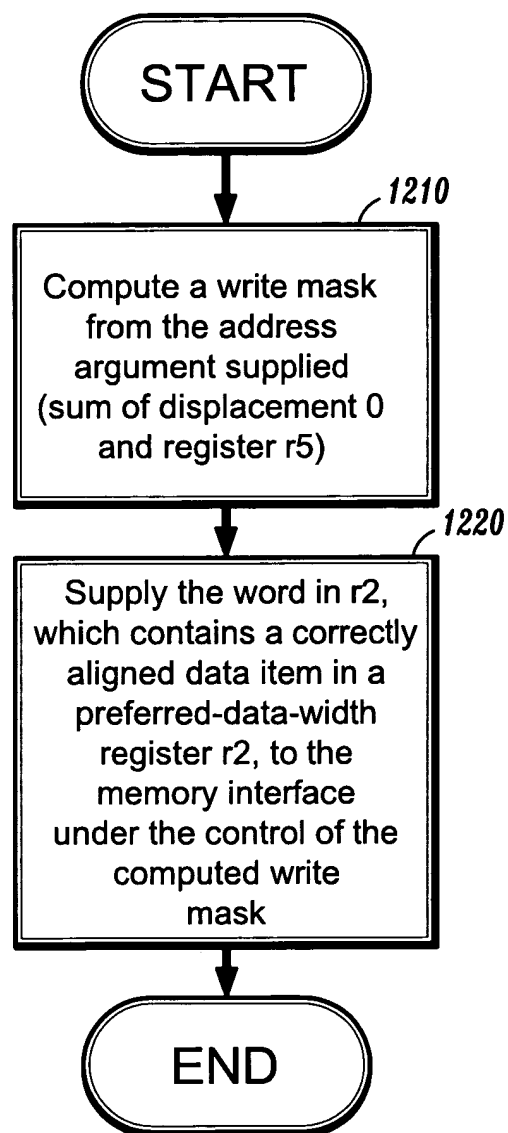 START
1210
Compute a write mask
from the address
argument supplied
(sum of displacement 0
and register r5)
1220
Supply the word in r2,
which contains a correctly
aligned data item in a
preferred-data-width
register r2, to the
memory interface
under the control of the
computed write
mask
END